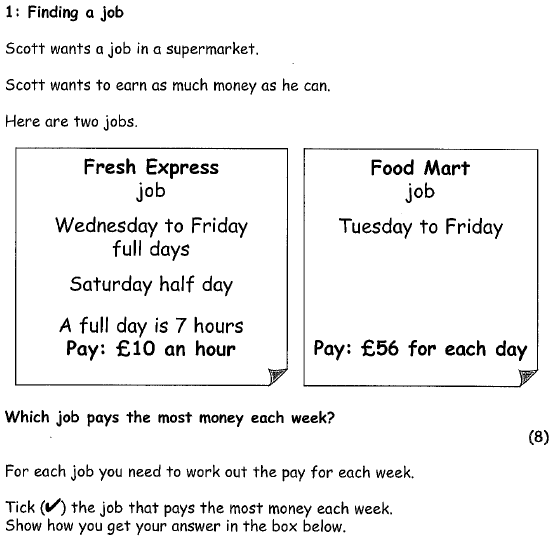 1: Finding a job
Scott wants a job in a supermarket.
Scott wants to earn as much money as he can.
Here are two jobs.
Fresh Express
job
Wednesday to Friday
full days
Saturday half day
A full day is 7 hours
Pay: £10 an hour
Food Mart
job
Tuesday to Friday
Pay: £56 for each day
Which job pays the most money each week?
(8)
For each job you need to work out the pay for each week.
Tick (✔) the job that pays the most money each week.
Show how you get your answer in the box below.